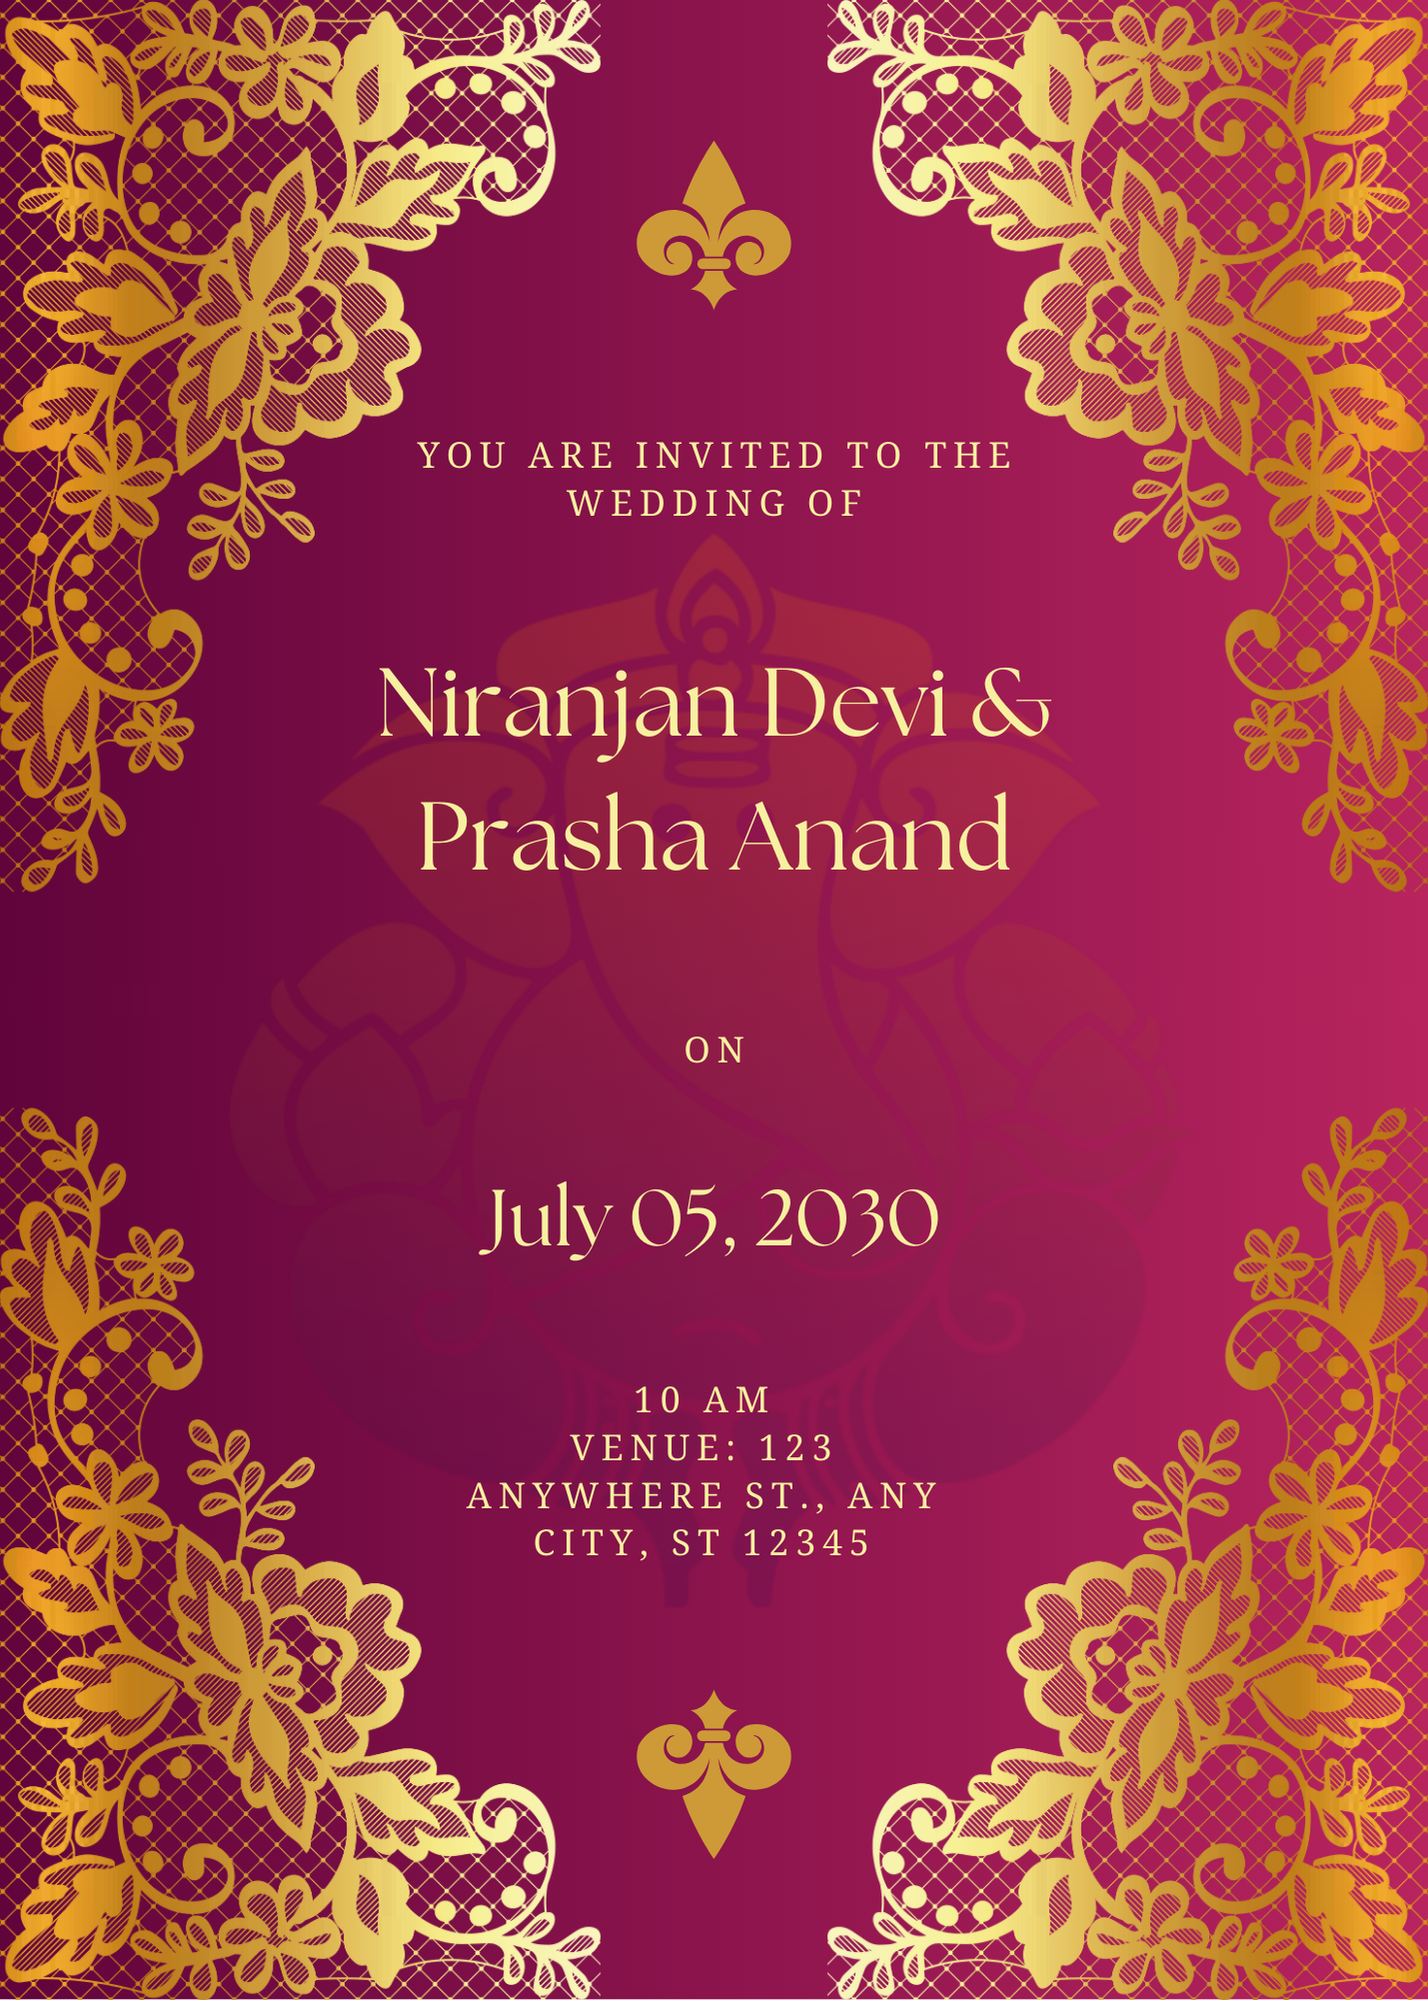 YOU ARE INVITED TO THE
WEDDING OF
Niranjan Devi &
Prasha Anand
ON
July 05, 2030
10 AM
VENUE: 123
ANYWHERE ST., ANY
CITY, ST 12345